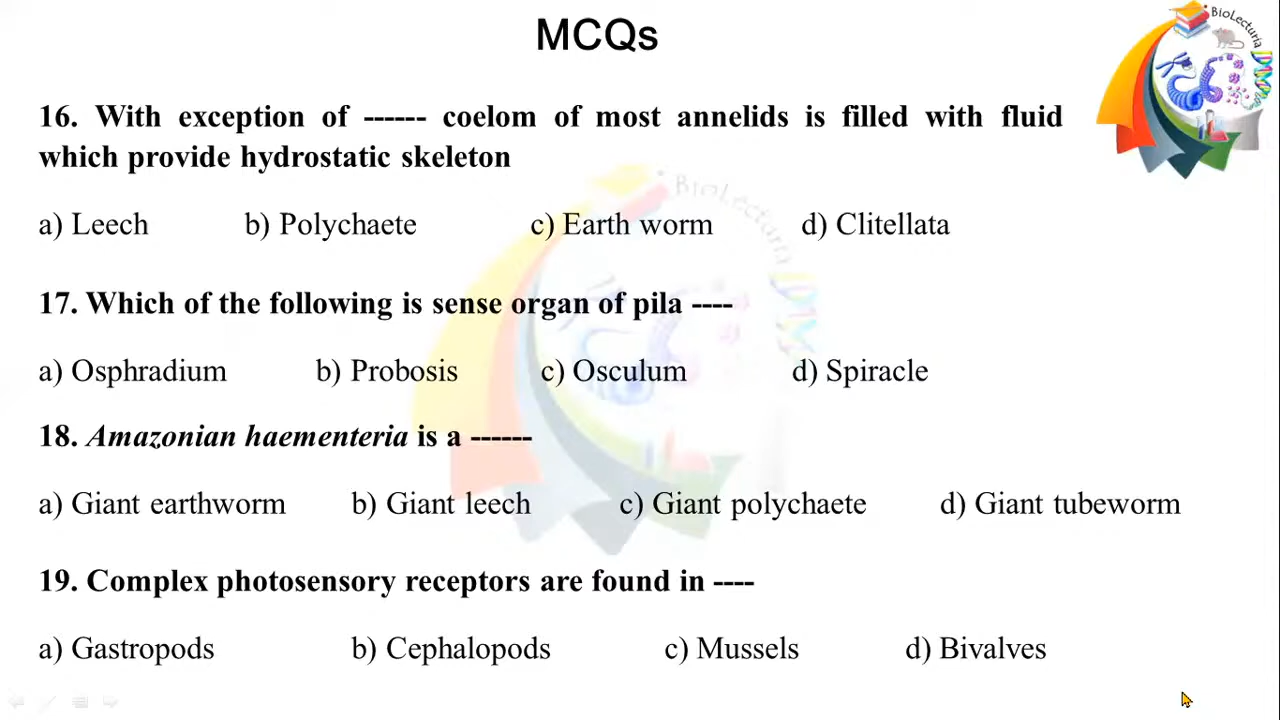 MCQs
BioLecturia
16. With exception of ------ coelom of most annelids is filled with fluid
which provide hydrostatic skeleton
a) Leech b) Polychaete c) Earth worm d) Clitellata
17. Which of the following is sense organ of pila ----
a) Osphradium b) Probosis c) Osculum d) Spiracle
18. Amazonian haementeria is a ------
a) Giant earthworm b) Giant leech c) Giant polychaete d) Giant tubeworm
19. Complex photosensory receptors are found in ----
a) Gastropods b) Cephalopods c) Mussels d) Bivalves
BioLecturia